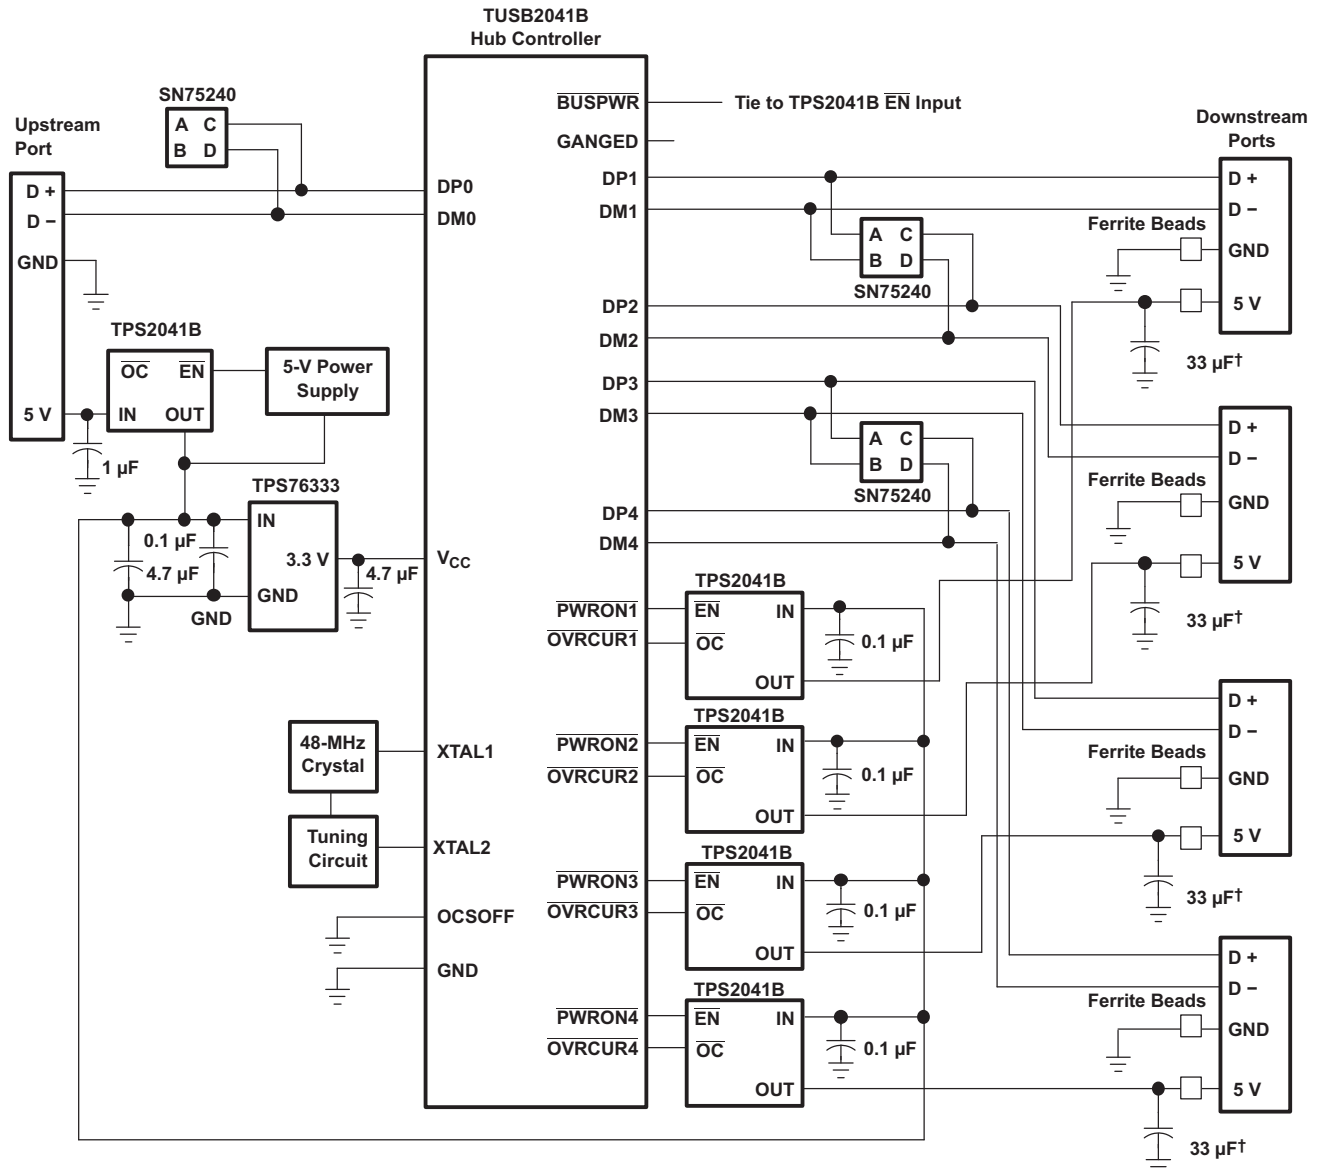 TUSB2041B
Hub Controller
SN75240
A C
B D
Upstream
Port
D +
D −
GND
5 V
TPS2041B
OC EN
IN OUT
5-V Power
Supply
1 µF
TPS76333
IN
3.3 V
GND
0.1 µF
4.7 µF
GND
4.7 µF
48-MHz
Crystal
Tuning
Circuit
DP0
DM0
VCC
XTAL1
XTAL2
OCSOFF
GND
BUSPWR
Tie to TPS2041B EN Input
GANGED
DP1
DM1
DP2
DM2
DP3
DM3
DP4
DM4
PWRON1
OVRCUR1
PWRON2
OVRCUR2
PWRON3
OVRCUR3
PWRON4
OVRCUR4
A C
B D
SN75240
A C
B D
SN75240
TPS2041B
EN IN
OC
OUT
0.1 µF
TPS2041B
EN IN
OC
OUT
0.1 µF
TPS2041B
EN IN
OC
OUT
0.1 µF
TPS2041B
EN IN
OC
OUT
0.1 µF
Downstream
Ports
D +
D −
Ferrite Beads
GND
5 V
33 µF†
D +
D −
Ferrite Beads
GND
5 V
33 µF†
D +
D −
Ferrite Beads
GND
5 V
33 µF†
D +
D −
Ferrite Beads
GND
5 V
33 µF†